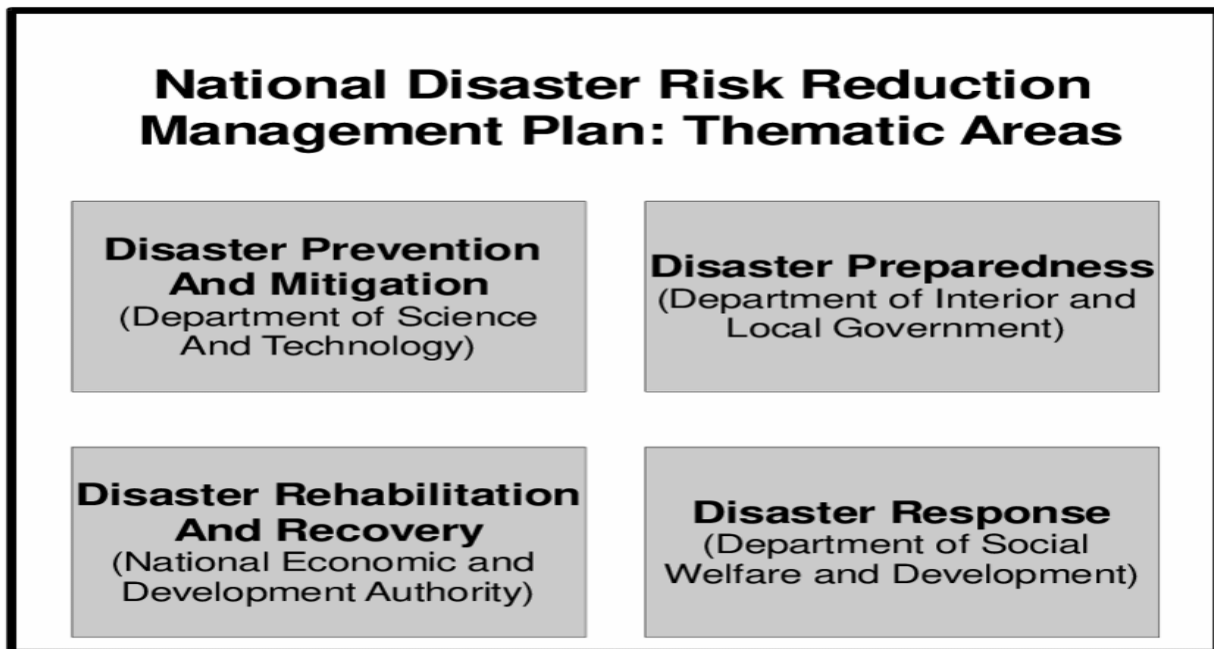 National Disaster Risk Reduction
Management Plan: Thematic Areas
Disaster Prevention
And Mitigation
(Department of Science
And Technology)
Disaster Preparedness
(Department of Interior and
Local Government)
Disaster Rehabilitation
And Recovery
(National Economic and
Development Authority)
Disaster Response
(Department of Social
Welfare and Development)